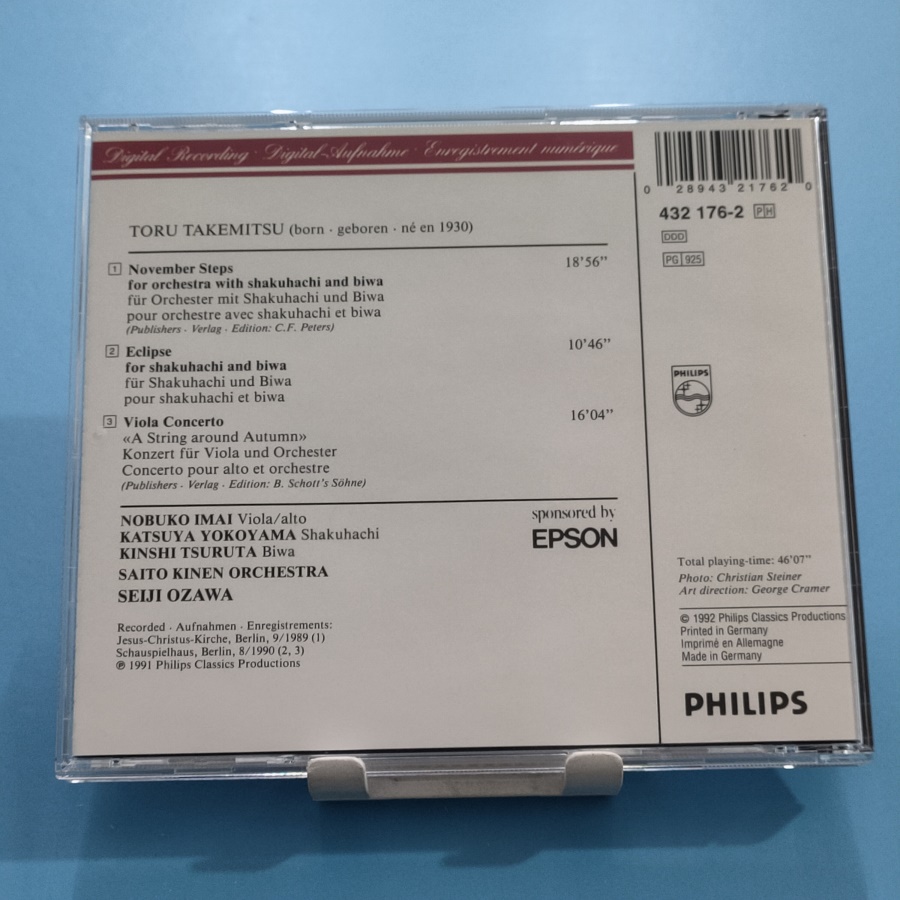 Digital Recording · Digital-Aufnahme · Enregistrement numérique
TORU TAKEMITSU (born · geboren · né en 1930)
1 November Steps 18'56”
for orchestra with shakuhachi and biwa
für Orchester mit Shakuhachi und Biwa
pour orchestre avec shakuhachi et biwa
(Publishers · Verlag · Edition: C.F. Peters)
2 Eclipse 10'46”
for shakuhachi and biwa
für Shakuhachi und Biwa
pour shakuhachi et biwa
3 Viola Concerto 16'04”
«A String around Autumn»
Konzert für Viola und Orchester
Concerto pour alto et orchestre
(Publishers · Verlag · Edition: B. Schott's Söhne)
NOBUKO IMAI Viola/alto
KATSUYA YOKOYAMA Shakuhachi
KINSHI TSURUTA Biwa
SAITO KINEN ORCHESTRA
SEIJI OZAWA
sponsored by
EPSON
Recorded · Aufnahmen · Enregistrements:
Jesus-Christus-Kirche, Berlin, 9/1989 (1)
Schauspielhaus, Berlin, 8/1990 (2, 3)
℗ 1991 Philips Classics Productions
0 28943 21762 0
432 176-2 PH
DDD
PG 925
PHILIPS
Total playing-time: 46'07”
Photo: Christian Steiner
Art direction: George Cramer
© 1992 Philips Classics Productions
Printed in Germany
Imprimé en Allemagne
Made in Germany
PHILIPS